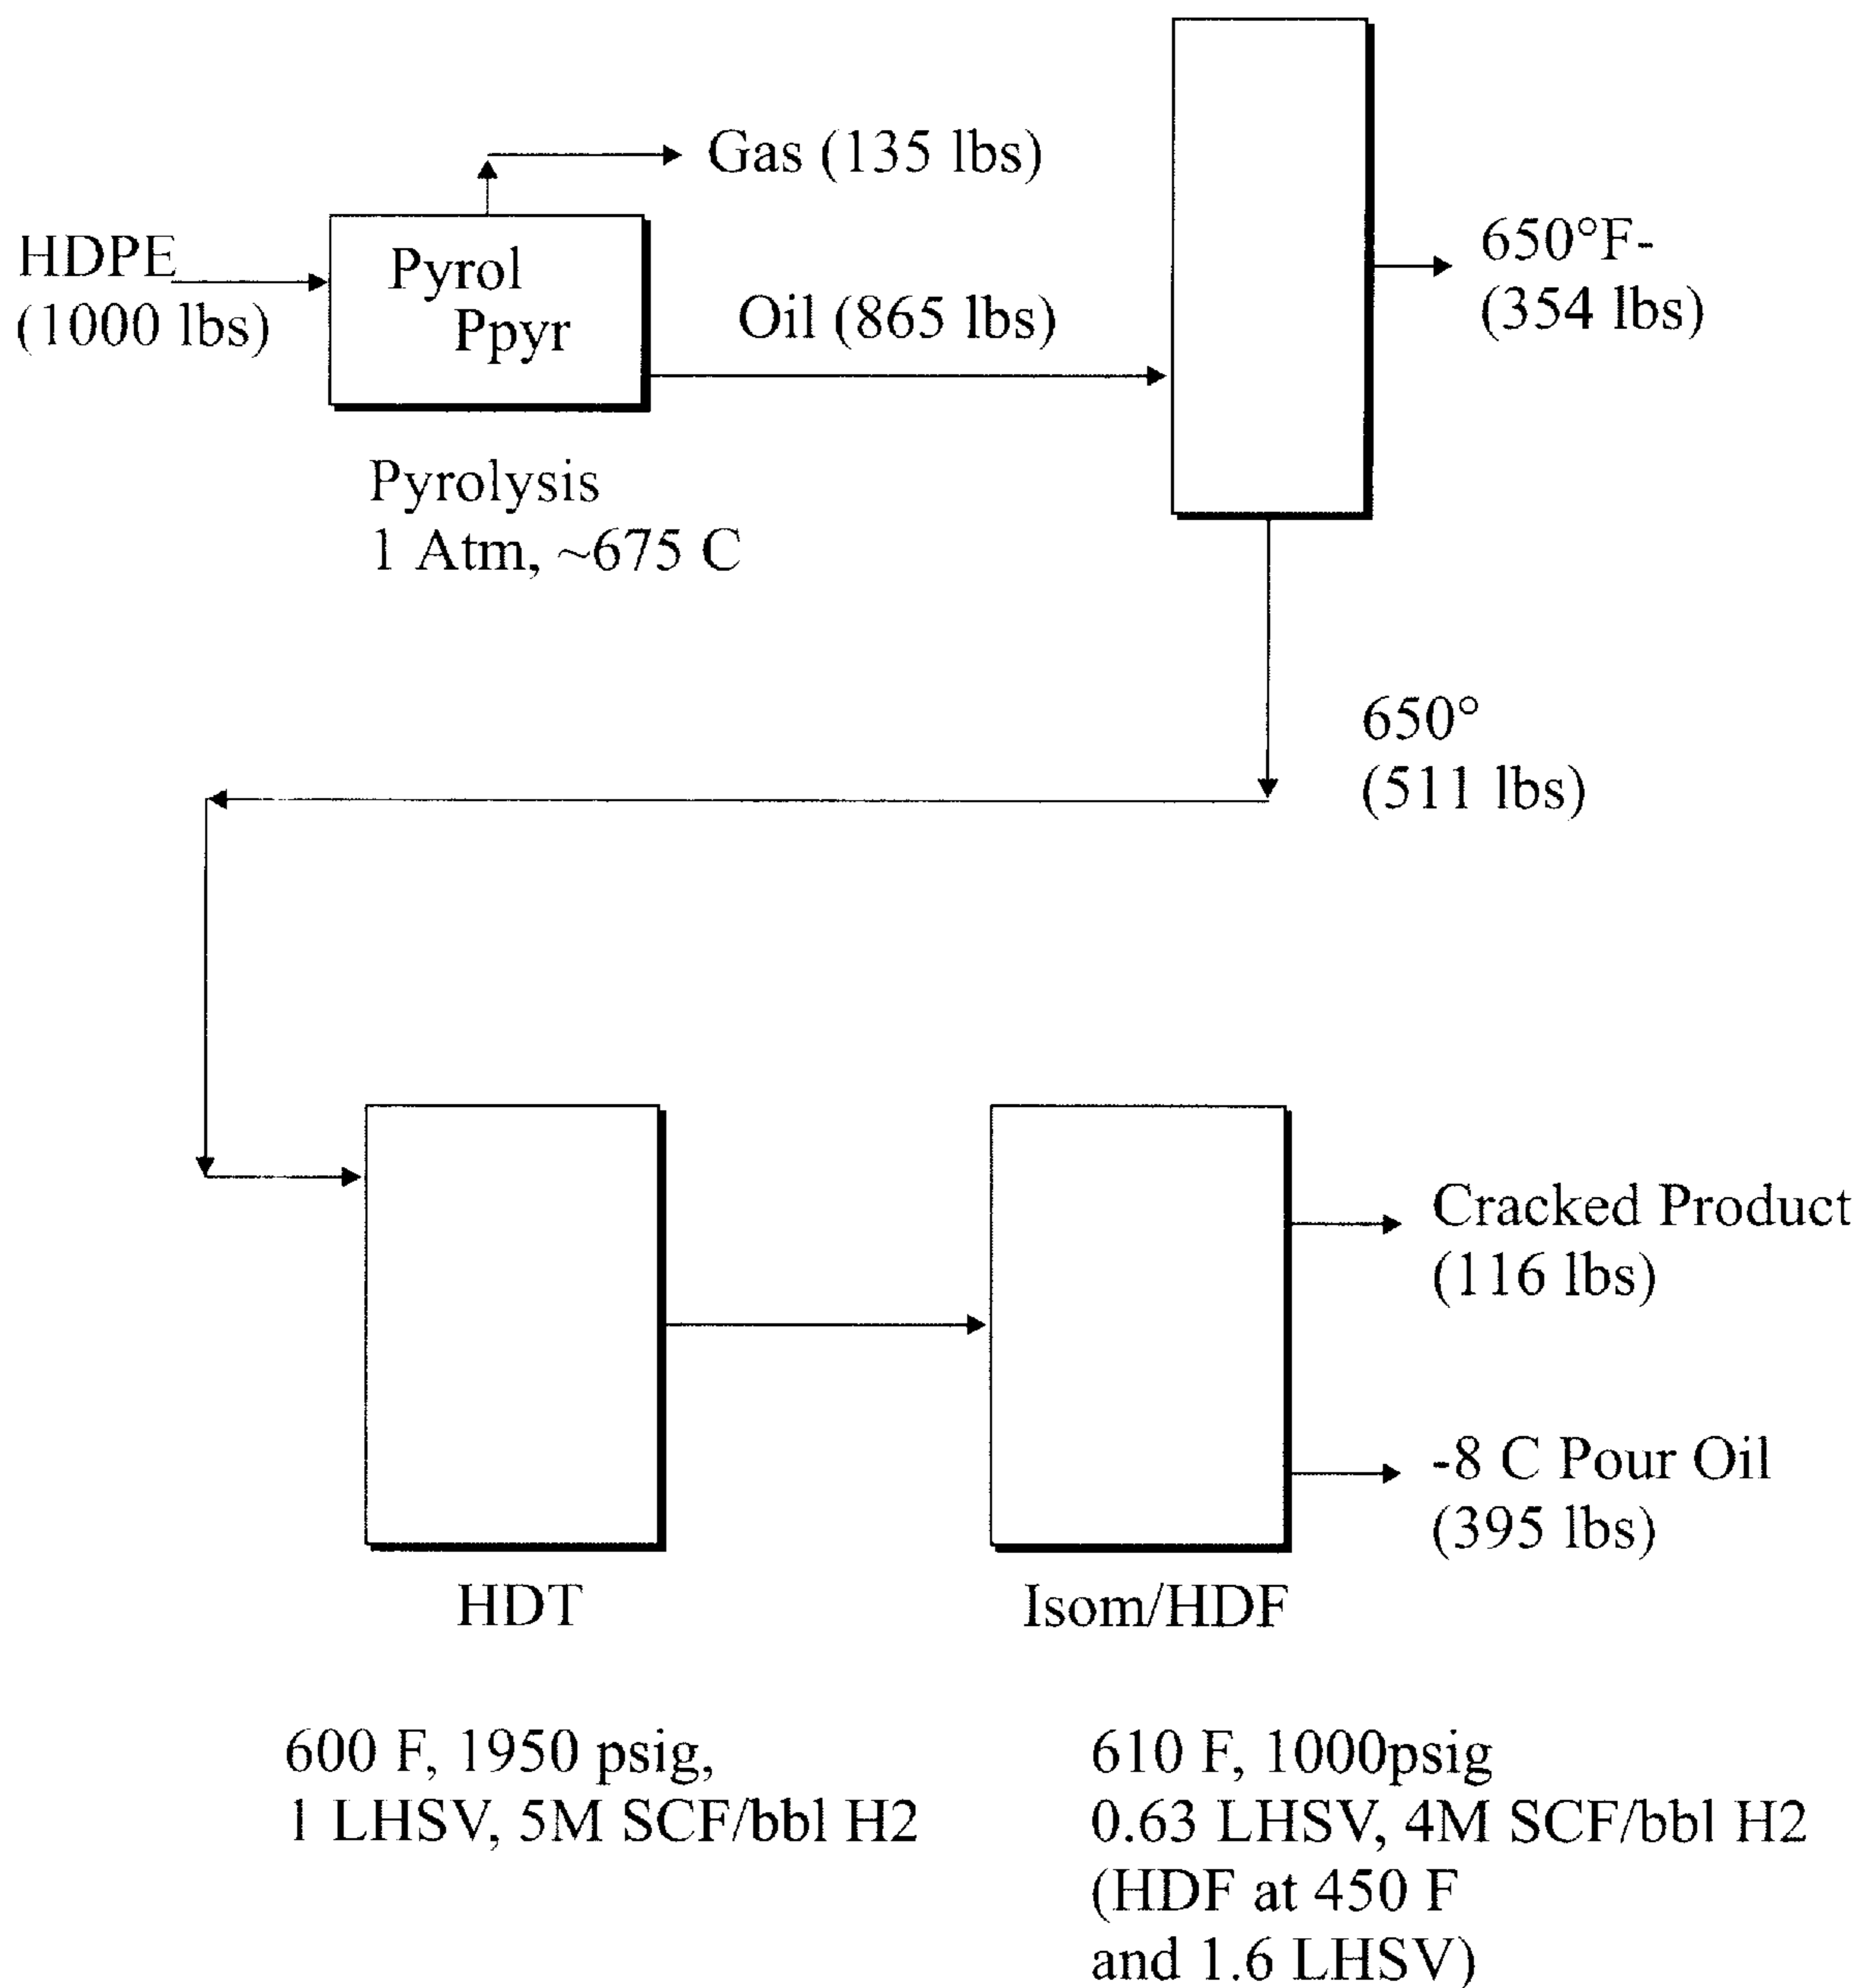 Gas (135 lbs)
HDPE
(1000 lbs)
Pyrol
Ppyr
Oil (865 lbs)
650°F-
(354 lbs)
Pyrolysis
1 Atm, ~675 C
650°
(511 lbs)
Cracked Product
(116 lbs)
-8 C Pour Oil
(395 lbs)
HDT
Isom/HDF
600 F, 1950 psig,
1 LHSV, 5M SCF/bbl H2
610 F, 1000psig
0.63 LHSV, 4M SCF/bbl H2
(HDF at 450 F
and 1.6 LHSV)